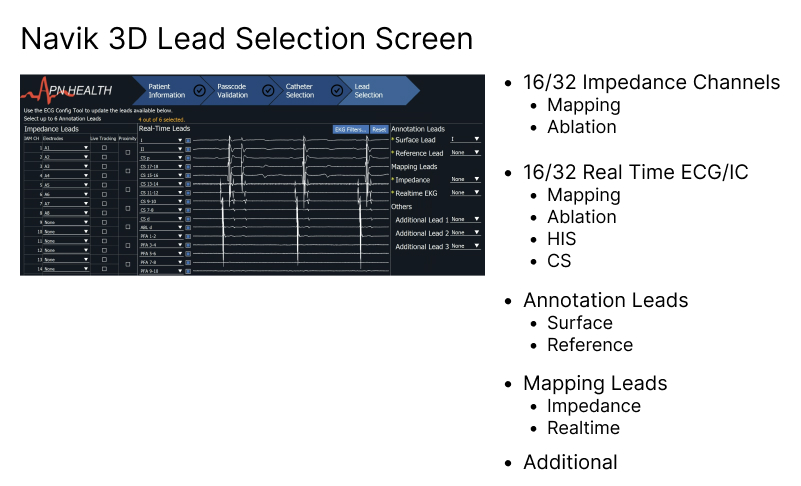 Navik 3D Lead Selection Screen
APN HEALTH
Patient Information
Passcode Validation
Catheter Selection
Lead Selection
Use the ECG Config Tool to update the leads available below.
Select up to 6 Annotation Leads
4 out of 6 selected.
Impedance Leads
Real-Time Leads
EKG Filters...
Reset
Annotation Leads
Electrodes
Live Tracking
Proximity
1 A1
2 A2
3 A3
4 A4
5 A5
6 A6
7 A7
8 A8
9 None
10 None
11 None
12 None
13 None
14 None
I
II
CS p
CS 17-18
CS 15-16
CS 13-14
CS 11-12
CS 9-10
CS 7-8
CS d
ABL d
PFA 1-2
PFA 3-4
PFA 5-6
PFA 7-8
PFA 9-10
* Surface Lead I
* Reference Lead None
Mapping Leads
* Impedance None
* Realtime EKG None
Others
Additional Lead 1 None
Additional Lead 2 None
Additional Lead 3 None
• 16/32 Impedance Channels
• Mapping
• Ablation
• 16/32 Real Time ECG/IC
• Mapping
• Ablation
• HIS
• CS
• Annotation Leads
• Surface
• Reference
• Mapping Leads
• Impedance
• Realtime
• Additional